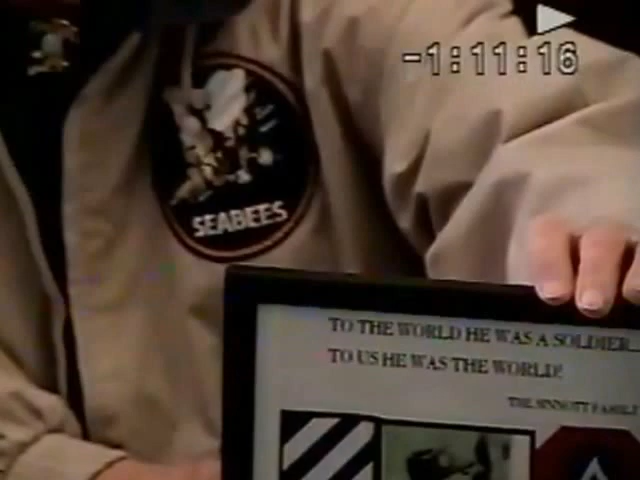 -1:11:16
SEABEES
TO THE WORLD HE WAS A SOLDIER...
TO US HE WAS THE WORLD!
THE SINNOTT FAMILY